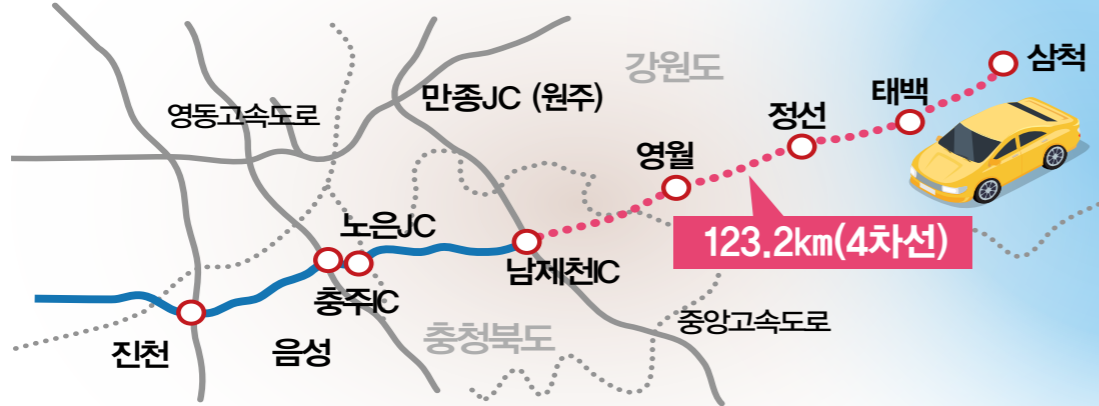 강원도
삼척
태백
만종JC (원주)
정선
영동고속도로
영월
노은JC
123.2km(4차선)
남제천IC
충주IC
중앙고속도로
충청북도
진천
음성